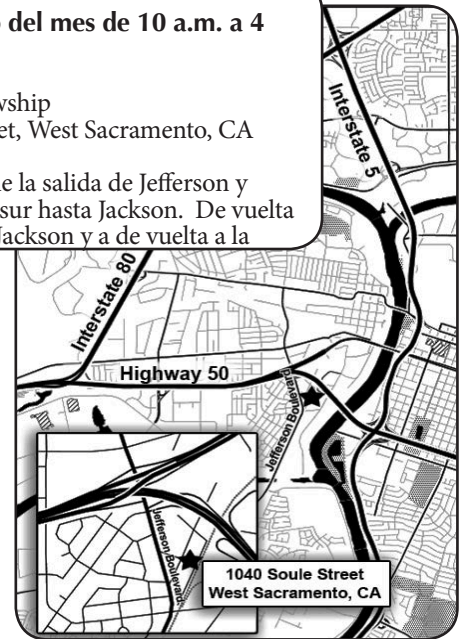 del mes de 10 a.m. a 4
wship
et, West Sacramento, CA
e la salida de Jefferson y
sur hasta Jackson. De vuelta
Jackson y a de vuelta a la
Interstate 5
Interstate 80
Highway 50
Jefferson Boulevard
Jefferson Boulevard
1040 Soule Street
West Sacramento, CA